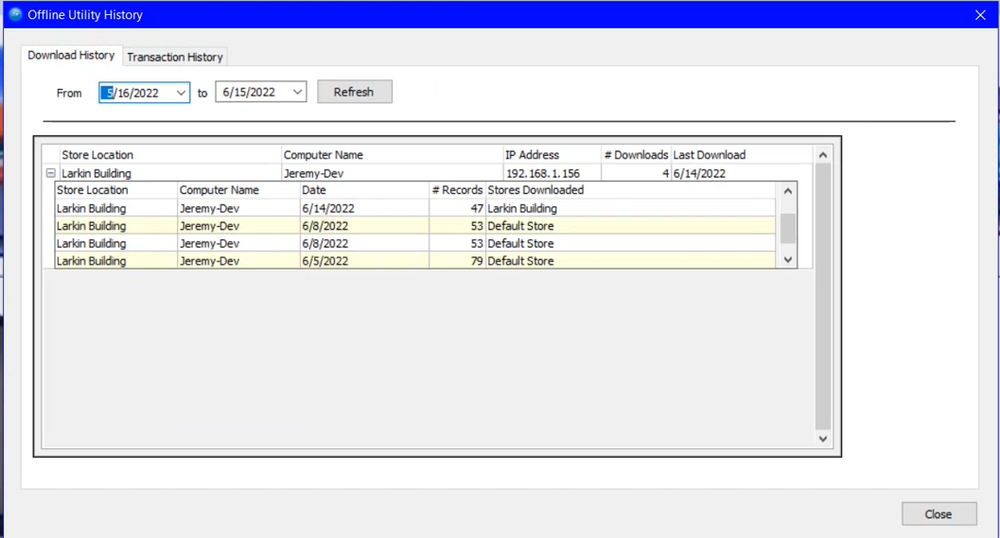 Offline Utility History
Download History Transaction History
From 5/16/2022 to 6/15/2022 Refresh
Store Location Computer Name IP Address # Downloads Last Download
Larkin Building Jeremy-Dev 192.168.1.156 4 6/14/2022
Store Location Computer Name Date # Records Stores Downloaded
Larkin Building Jeremy-Dev 6/14/2022 47 Larkin Building
Larkin Building Jeremy-Dev 6/8/2022 53 Default Store
Larkin Building Jeremy-Dev 6/8/2022 53 Default Store
Larkin Building Jeremy-Dev 6/5/2022 79 Default Store
Close